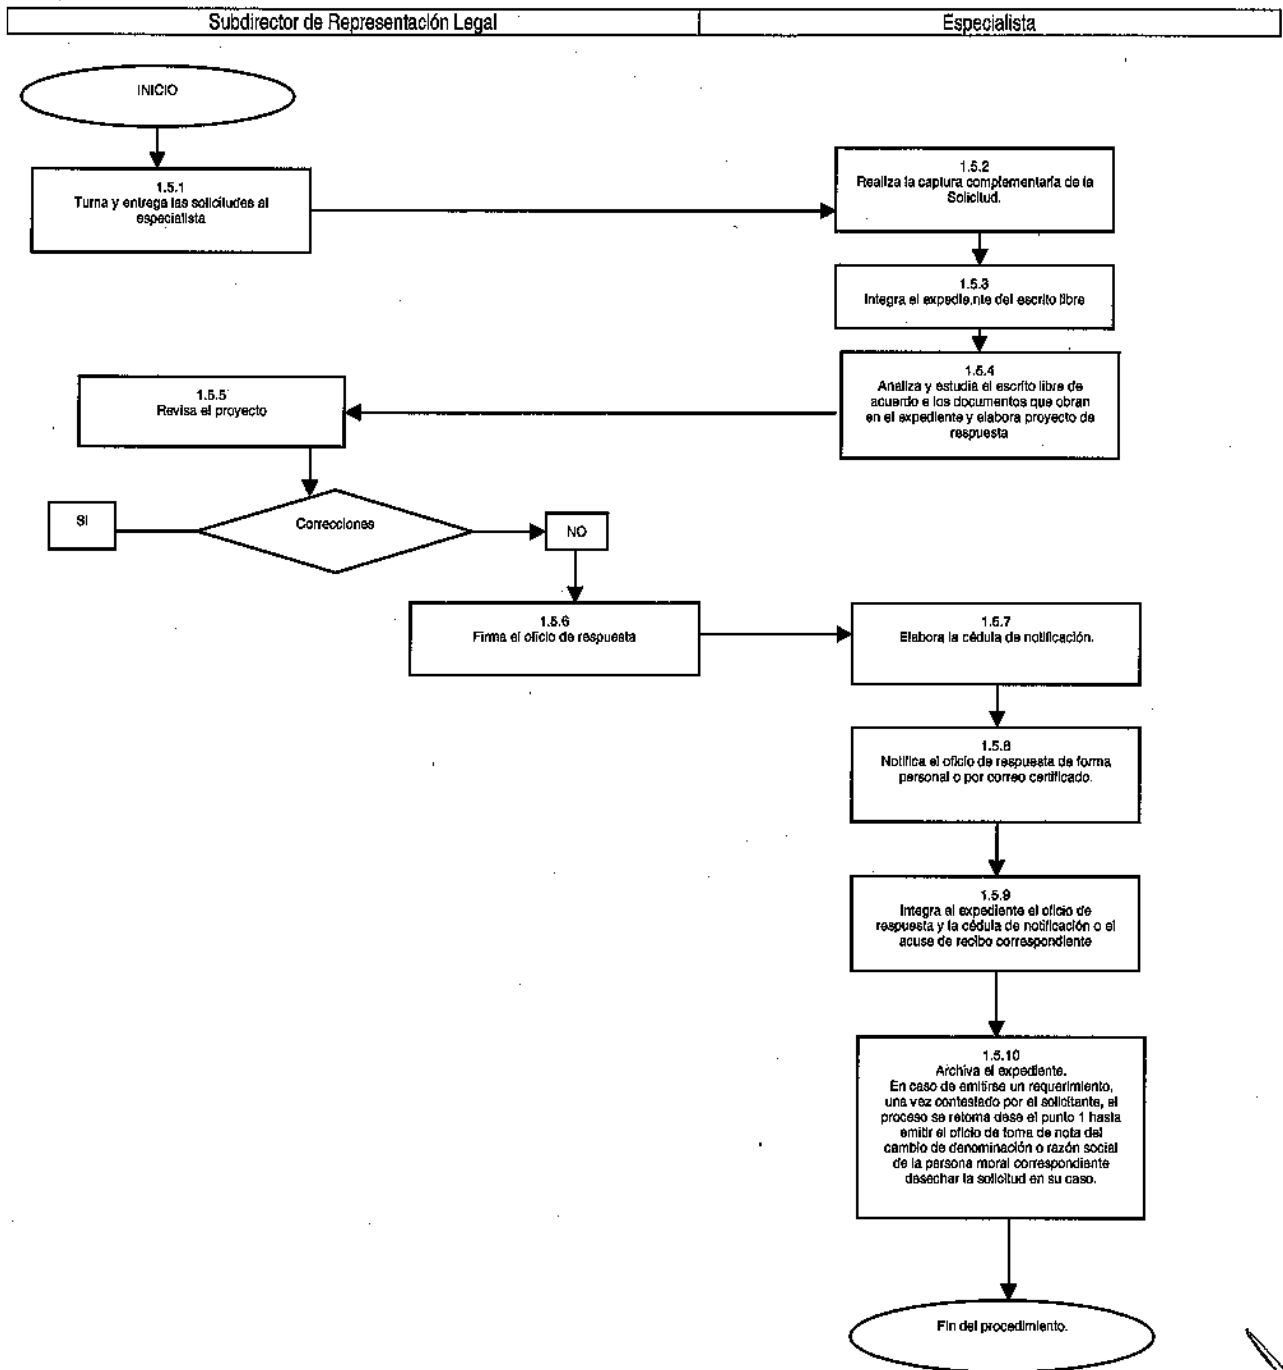 Subdirector de Representación Legal
Especialista
INICIO
1.5.1
Turna y entrega las solicitudes al
especialista
1.5.2
Realiza la captura complementaria de la
Solicitud.
1.5.3
Integra el expediente del escrito libre
1.5.4
Analiza y estudia el escrito libre de
acuerdo a los documentos que obran
en el expediente y elabora proyecto de
respuesta
1.5.5
Revisa el proyecto
SI
Correcciones
NO
1.5.6
Firma el oficio de respuesta
1.5.7
Elabora la cédula de notificación.
1.5.8
Notifica el oficio de respuesta de forma
personal o por correo certificado.
1.5.9
Integra al expediente el oficio de
respuesta y la cédula de notificación o el
acuse de recibo correspondiente
1.5.10
Archiva el expediente.
En caso de emitirse un requerimiento,
una vez contestado por el solicitante, el
proceso se retoma dese el punto 1 hasta
emitir el oficio de toma de nota del
cambio de denominación o razón social
de la persona moral correspondiente
desechar la solicitud en su caso.
Fin del procedimiento.